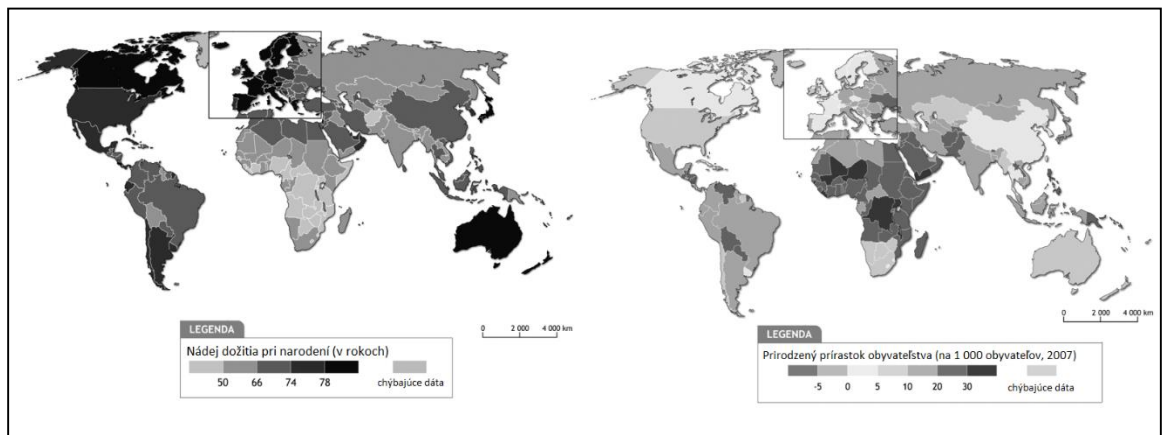 LEGENDA
Nádej dožitia pri narodení (v rokoch)
50 66 74 78 chýbajúce dáta
0 2 000 4 000 km
LEGENDA
Prirodzený prírastok obyvateľstva (na 1 000 obyvateľov, 2007)
-5 0 5 10 20 30 chýbajúce dáta
0 2 000 4 000 km